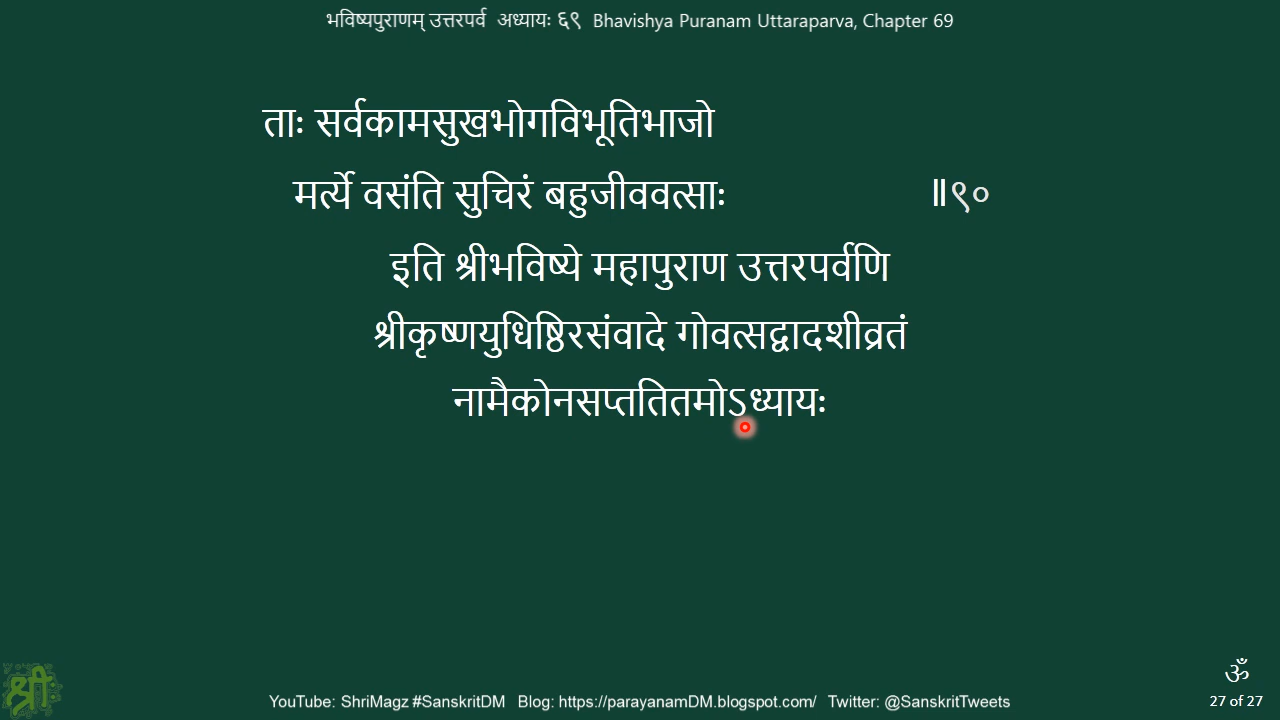 भविष्यपुराणम् उत्तरपर्व अध्यायः ६९ Bhavishya Puranam Uttaraparva, Chapter 69
ताः सर्वकामसुखभोगविभूतिभाजो
मर्त्ये वसंति सुचिरं बहुजीववत्साः ॥९०
इति श्रीभविष्ये महापुराण उत्तरपर्वणि
श्रीकृष्णयुधिष्ठिरसंवादे गोवत्सद्वादशीव्रतं
नामैकोनसप्ततितमोऽध्यायः
श्रीः
ॐ
YouTube: ShriMagz #SanskritDM Blog: https://parayanamDM.blogspot.com/ Twitter: @SanskritTweets
27 of 27